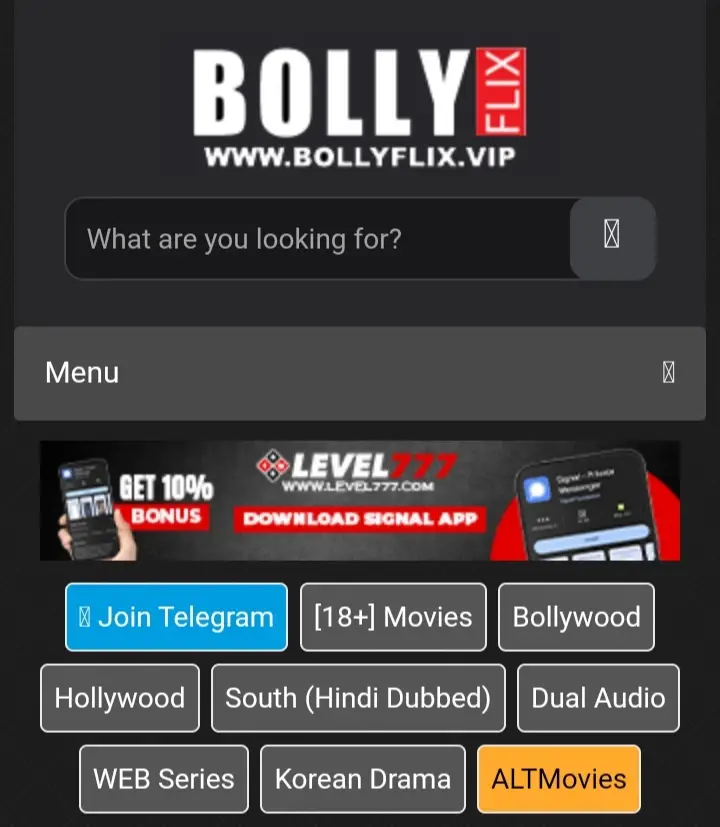 BOLLY FLIX
WWW.BOLLYFLIX.VIP
What are you looking for?
Menu
GET 10%
BONUS
LEVEL777
WWW.LEVEL777.COM
DOWNLOAD SIGNAL APP
Signal - Private
Messenger
Join Telegram
[18+] Movies
Bollywood
Hollywood
South (Hindi Dubbed)
Dual Audio
WEB Series
Korean Drama
ALTMovies